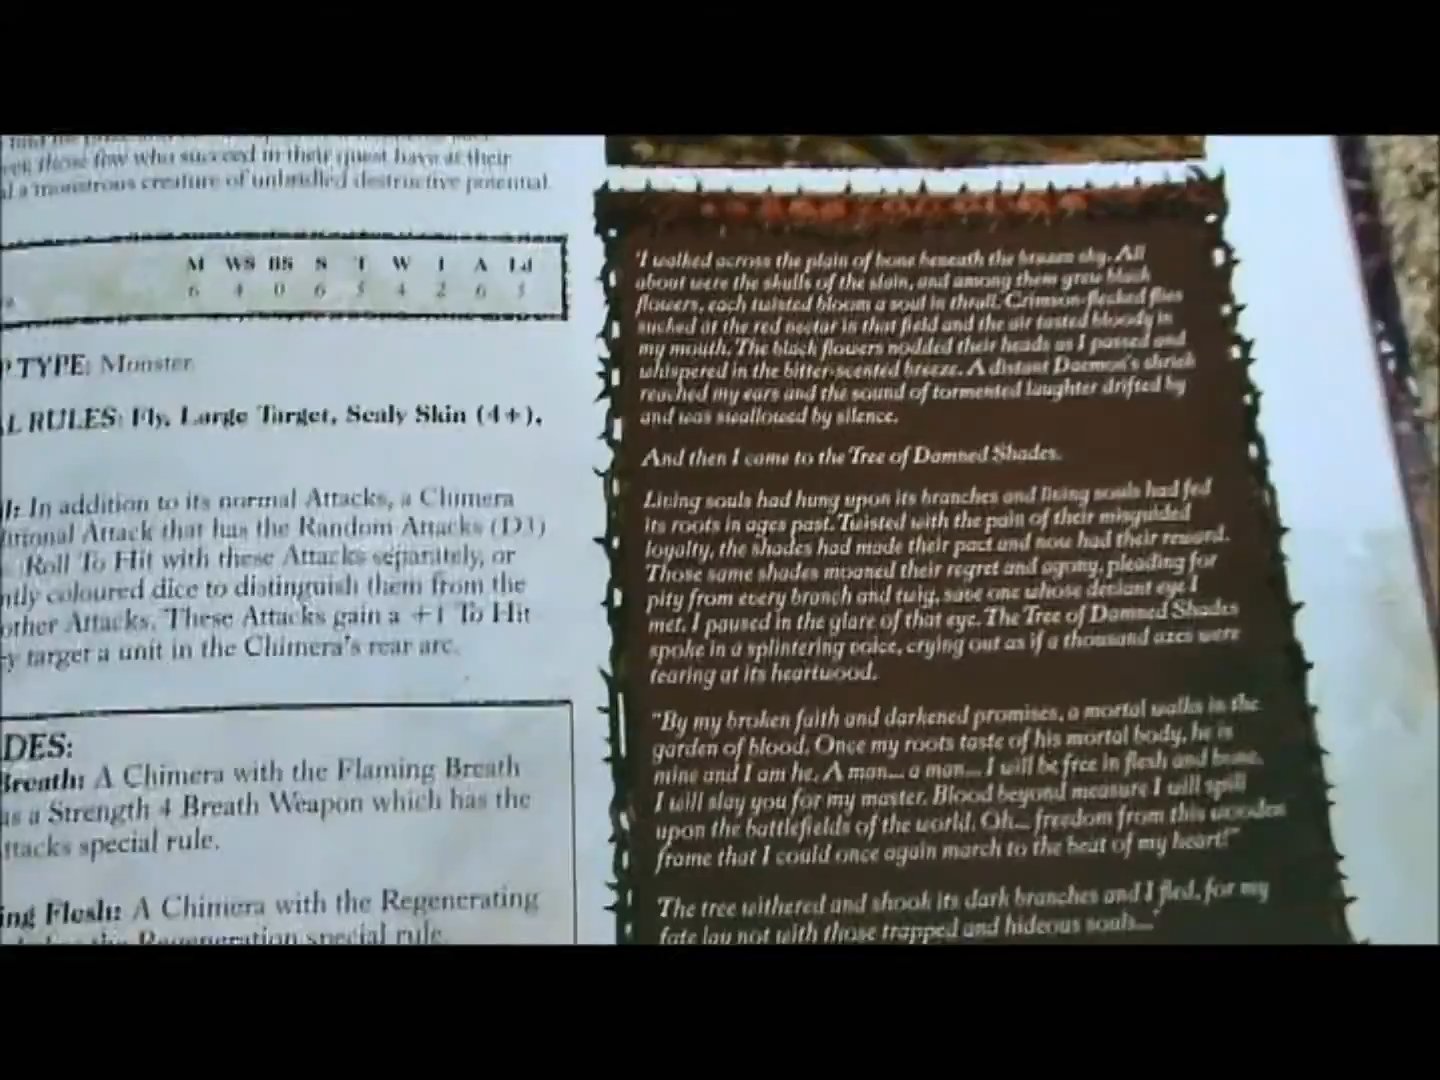 those few who succeed in their quest have at their
a monstrous creature of unbridled destructive potential.
M WS BS S T W I A Ld
6 4 0 6 5 4 2 6 5
TYPE: Monster.
L RULES: Fly, Large Target, Scaly Skin (4+),
In addition to its normal Attacks, a Chimera
itional Attack that has the Random Attacks (D3)
Roll To Hit with these Attacks separately, or
ntly coloured dice to distinguish them from the
other Attacks. These Attacks gain a +1 To Hit
y target a unit in the Chimera's rear arc.
DES:
Breath: A Chimera with the Flaming Breath
as a Strength 4 Breath Weapon which has the
ttacks special rule.
ing Flesh: A Chimera with the Regenerating
the Regeneration special rule.
'I walked across the plain of bone beneath the brazen sky. All
about were the skulls of the slain, and among them grew black
flowers, each twisted bloom a soul in thrall. Crimson-flecked flies
sucked at the red nectar in that field and the air tasted bloody in
my mouth. The black flowers nodded their heads as I passed and
whispered in the bitter-scented breeze. A distant Daemon's shriek
reached my ears and the sound of tormented laughter drifted by
and was swallowed by silence.
And then I came to the Tree of Damned Shades.
Living souls had hung upon its branches and living souls had fed
its roots in ages past. Twisted with the pain of their misguided
loyalty, the shades had made their pact and now had their reward.
Those same shades moaned their regret and agony, pleading for
pity from every branch and twig, save one whose deviant eye I
met. I paused in the glare of that eye. The Tree of Damned Shades
spoke in a splintering voice, crying out as if a thousand axes were
tearing at its heartwood.
"By my broken faith and darkened promises, a mortal walks in the
garden of blood. Once my roots taste of his mortal body, he is
mine and I am he. A man... a man... I will be free in flesh and bone.
I will slay you for my master. Blood beyond measure I will spill
upon the battlefields of the world. Oh... freedom from this wooden
frame that I could once again march to the beat of my heart!"
The tree withered and shook its dark branches and I fled, for my
fate lay not with those trapped and hideous souls...'